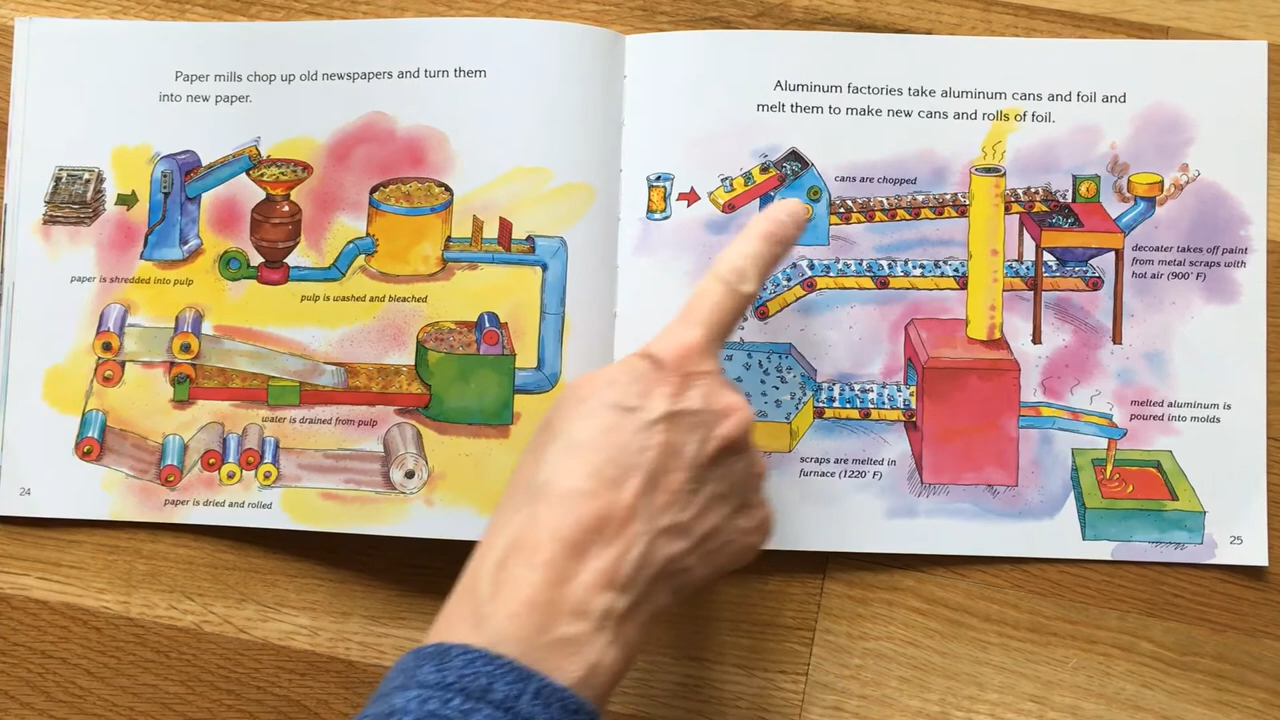 Paper mills chop up old newspapers and turn them
into new paper.
paper is shredded into pulp
pulp is washed and bleached
water is drained from pulp
paper is dried and rolled
24
Aluminum factories take aluminum cans and foil and
melt them to make new cans and rolls of foil.
cans are chopped
decoater takes off paint
from metal scraps with
hot air (900° F)
scraps are melted in
furnace (1220° F)
melted aluminum is
poured into molds
25